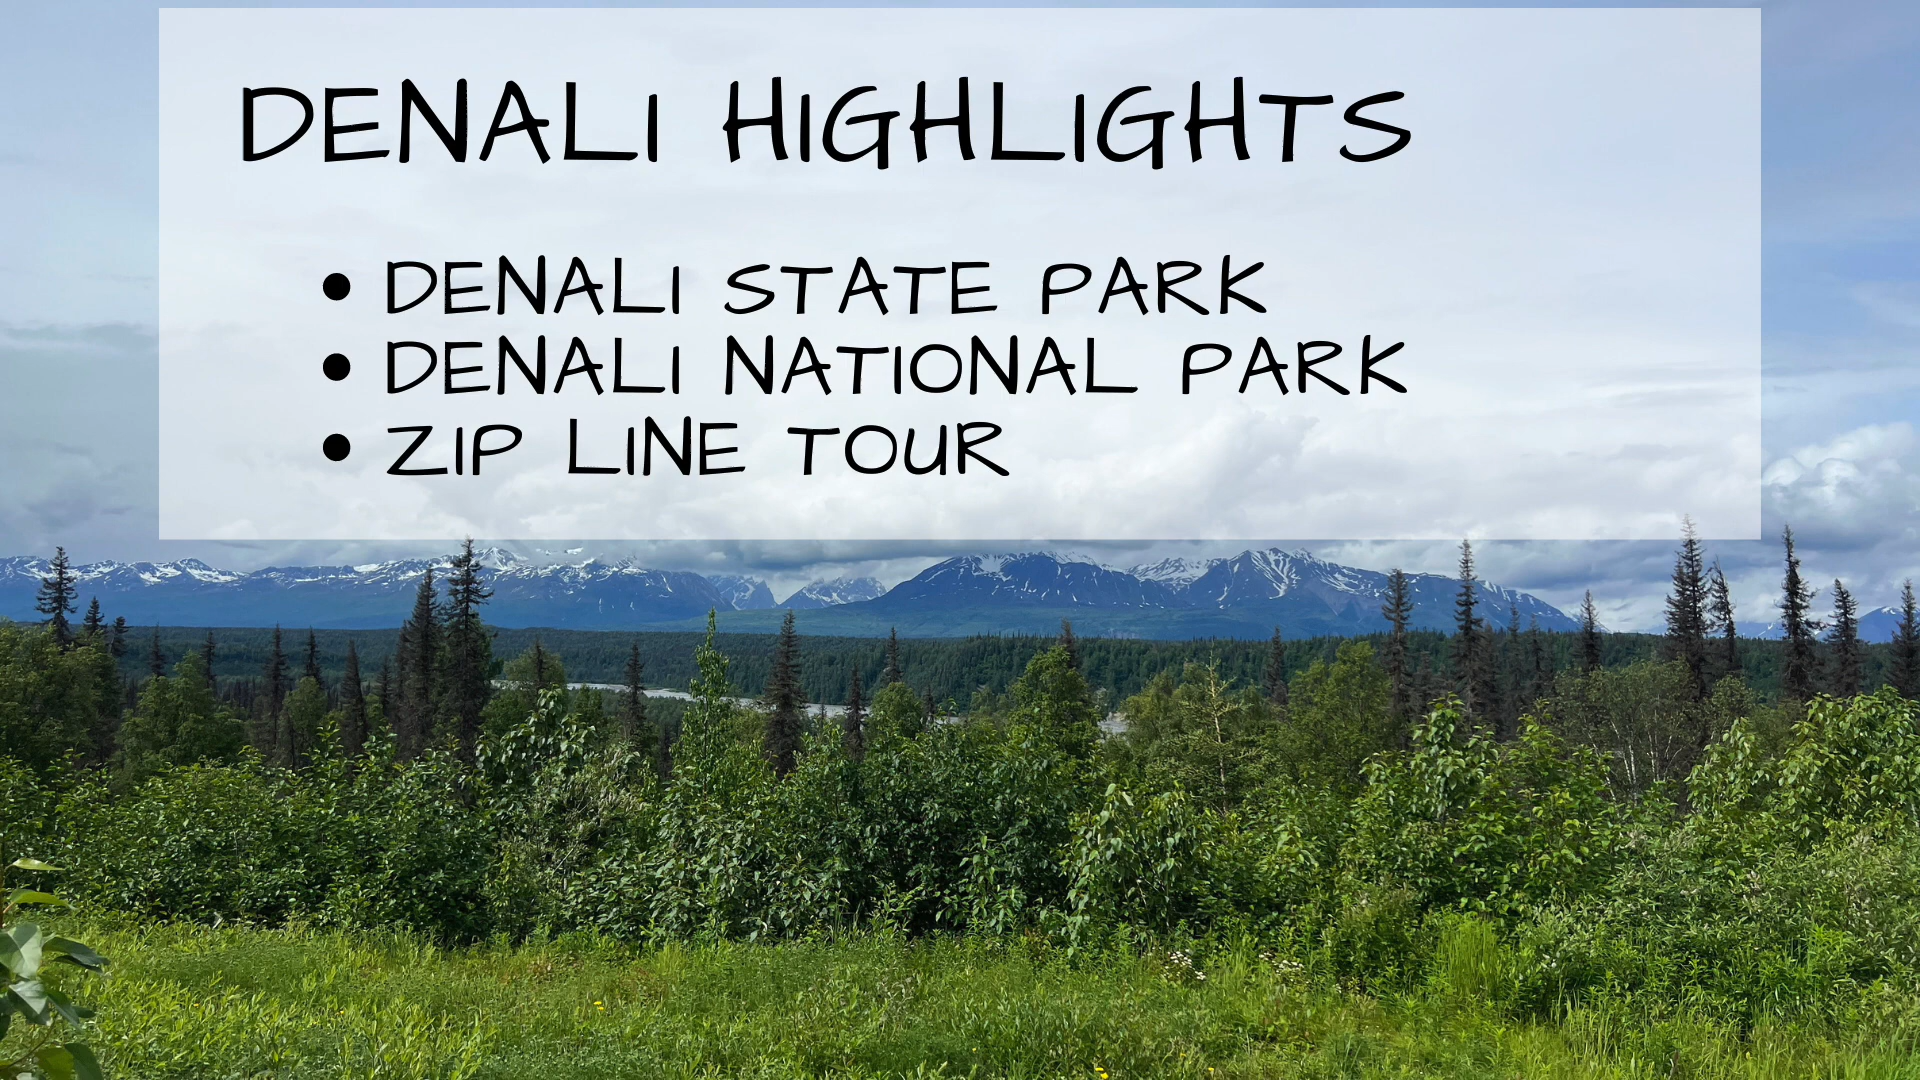 DENALI HIGHLIGHTS
• DENALI STATE PARK
• DENALI NATIONAL PARK
• ZIP LINE TOUR